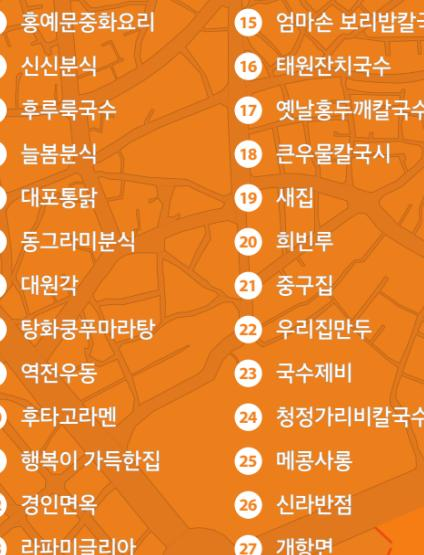 홍예문중화요리
신신분식
후루룩국수
늘봄분식
대포통닭
동그라미분식
대원각
탕화쿵푸마라탕
역전우동
후타고라멘
행복이 가득한집
경인면옥
라파미글리아
15 엄마손 보리밥칼국
16 태원잔치국수
17 옛날홍두깨칼국수
18 큰우물칼국시
19 새집
20 희빈루
21 중구집
22 우리집만두
23 국수제비
24 청정가리비칼국수
25 메콩사롱
26 신라반점
27 개항면